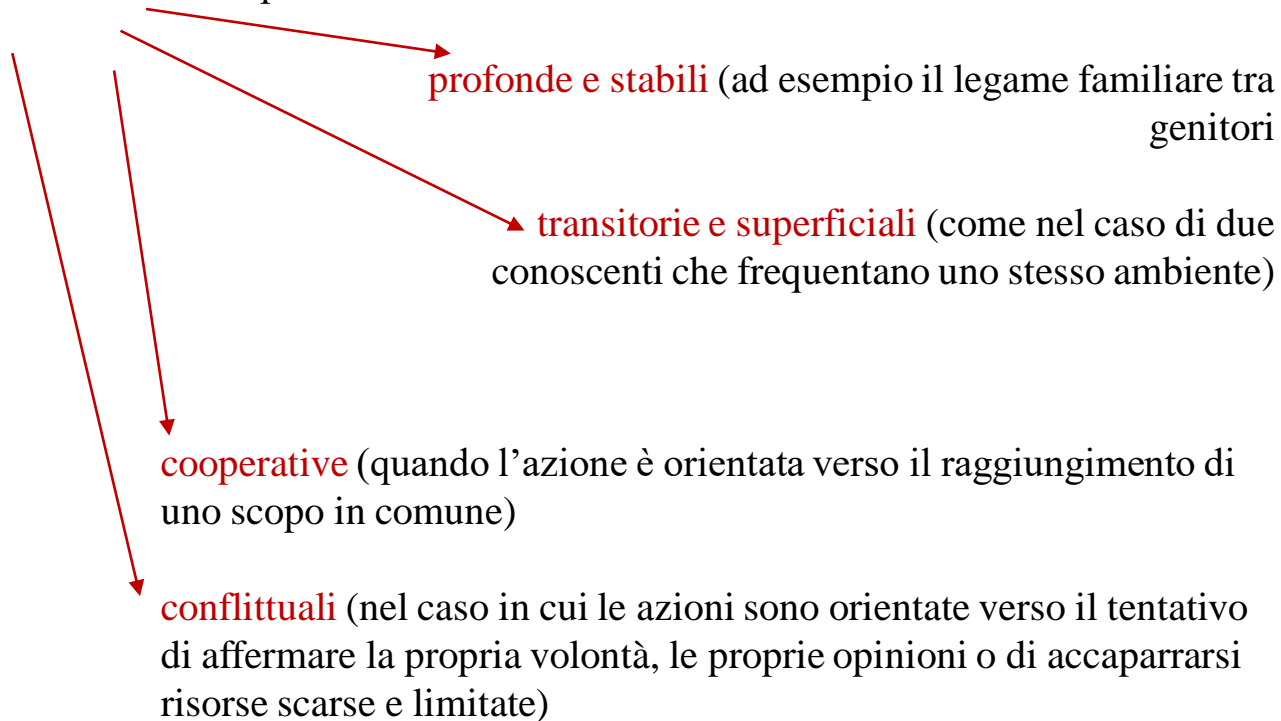 profonde e stabili (ad esempio il legame familiare tra
genitori
transitorie e superficiali (come nel caso di due
conoscenti che frequentano uno stesso ambiente)
cooperative (quando l’azione è orientata verso il raggiungimento di
uno scopo in comune)
conflittuali (nel caso in cui le azioni sono orientate verso il tentativo
di affermare la propria volontà, le proprie opinioni o di accaparrarsi
risorse scarse e limitate)